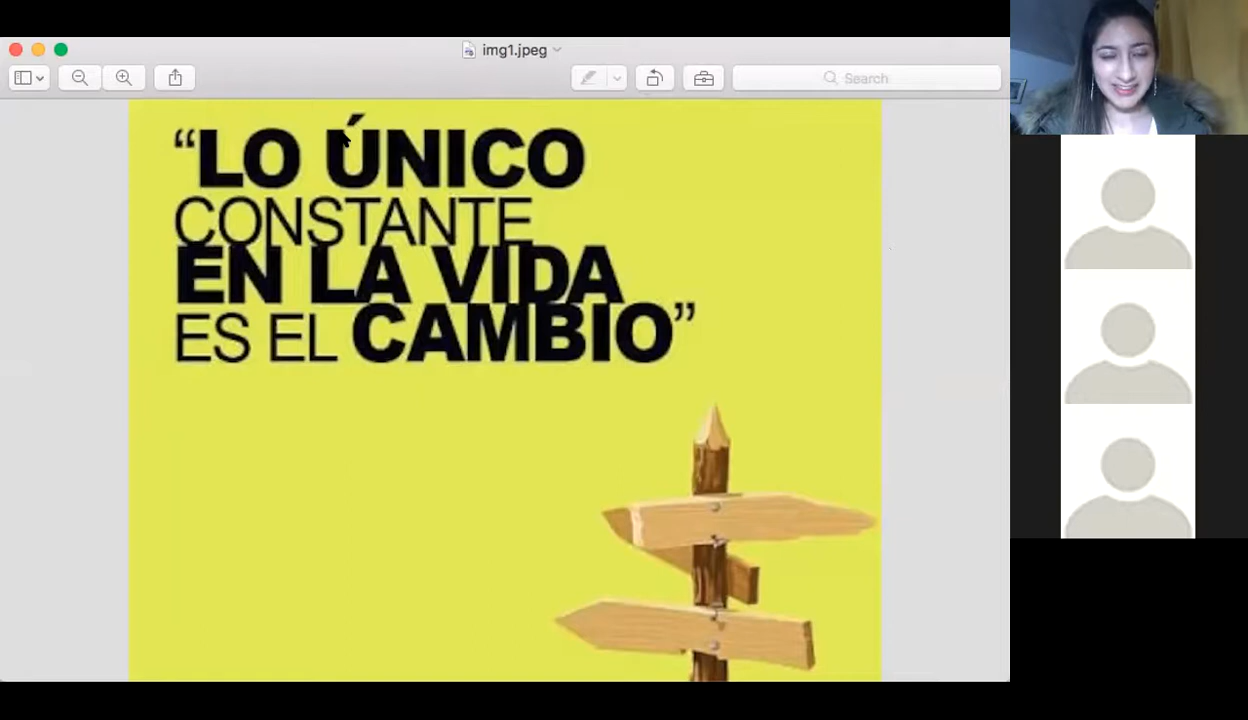 img1.jpeg
Search
“LO ÚNICO
CONSTANTE
EN LA VIDA
ES EL CAMBIO”